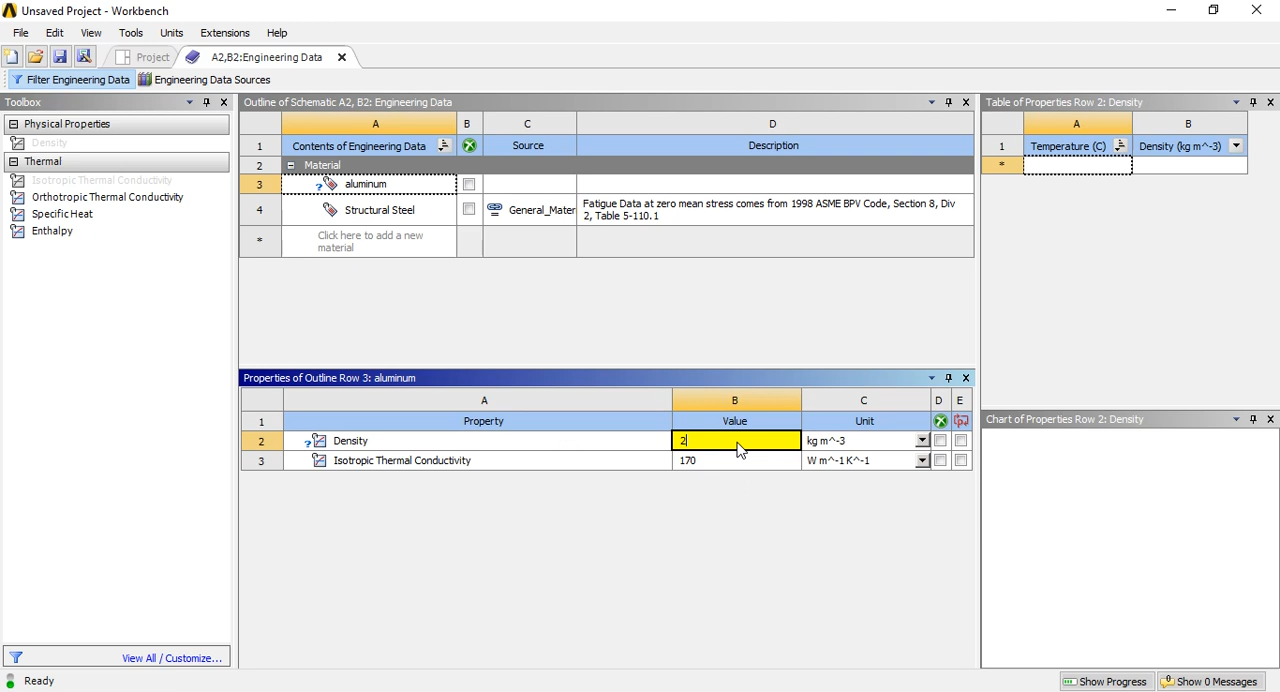 Unsaved Project - Workbench
File Edit View Tools Units Extensions Help
Project A2,B2:Engineering Data
Filter Engineering Data Engineering Data Sources
Toolbox
Physical Properties
Density
Thermal
Isotropic Thermal Conductivity
Orthotropic Thermal Conductivity
Specific Heat
Enthalpy
View All / Customize...
Outline of Schematic A2, B2: Engineering Data
A B C D
1 Contents of Engineering Data Source Description
2 Material
3 ? aluminum
4 Structural Steel General_Mater Fatigue Data at zero mean stress comes from 1998 ASME BPV Code, Section 8, Div
2, Table 5-110.1
* Click here to add a new
material
Properties of Outline Row 3: aluminum
A B C D E
1 Property Value Unit
2 ? Density 2 kg m^-3
3 Isotropic Thermal Conductivity 170 W m^-1 K^-1
Table of Properties Row 2: Density
A B
1 Temperature (C) Density (kg m^-3)
*
Chart of Properties Row 2: Density
Ready Show Progress Show 0 Messages